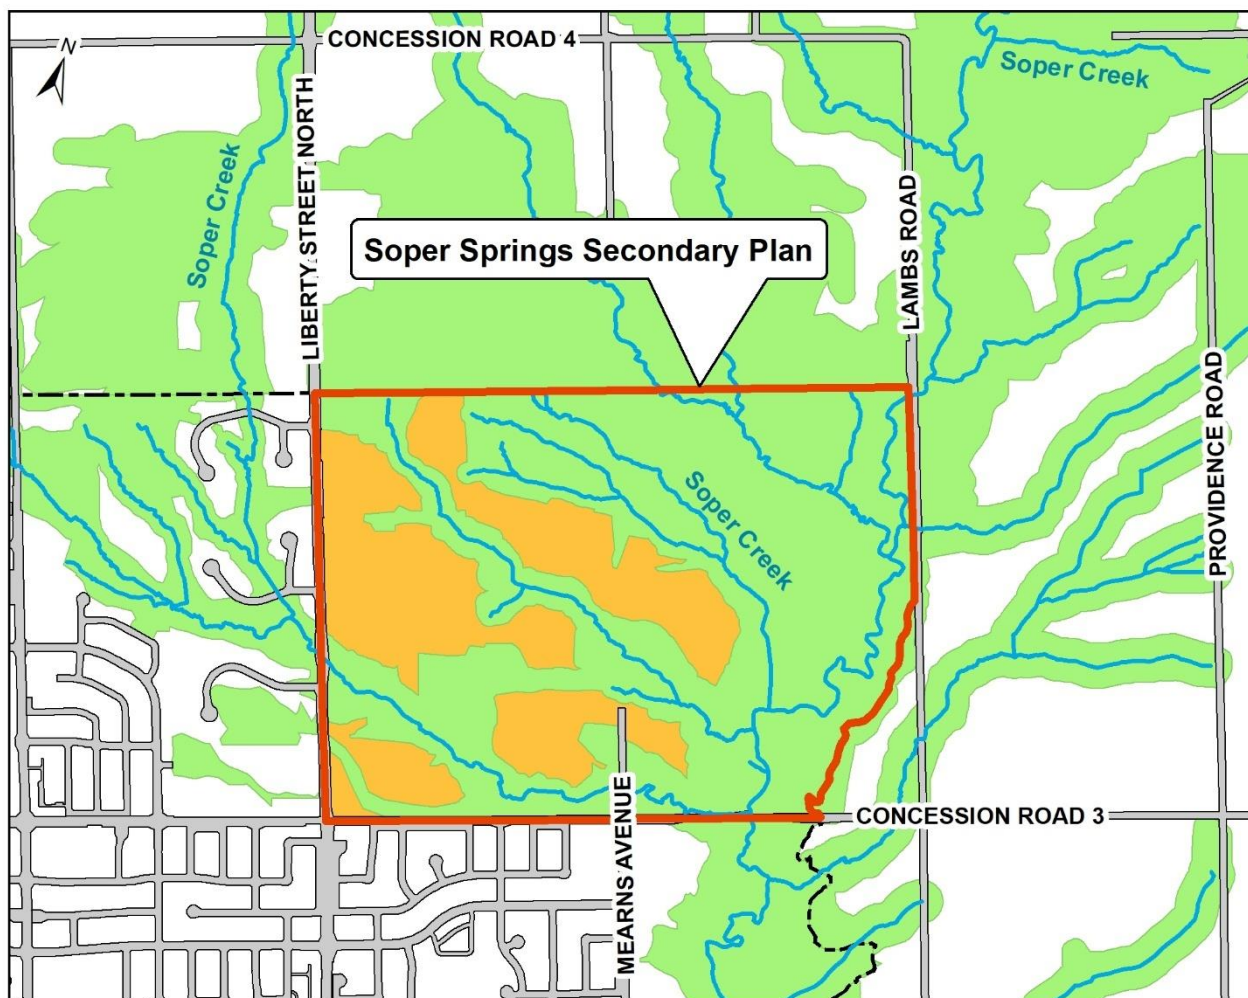 N
CONCESSION ROAD 4
Soper Creek
Soper Creek
LIBERTY STREET NORTH
LAMBS ROAD
Soper Springs Secondary Plan
PROVIDENCE ROAD
Soper Creek
MEARNS AVENUE
CONCESSION ROAD 3